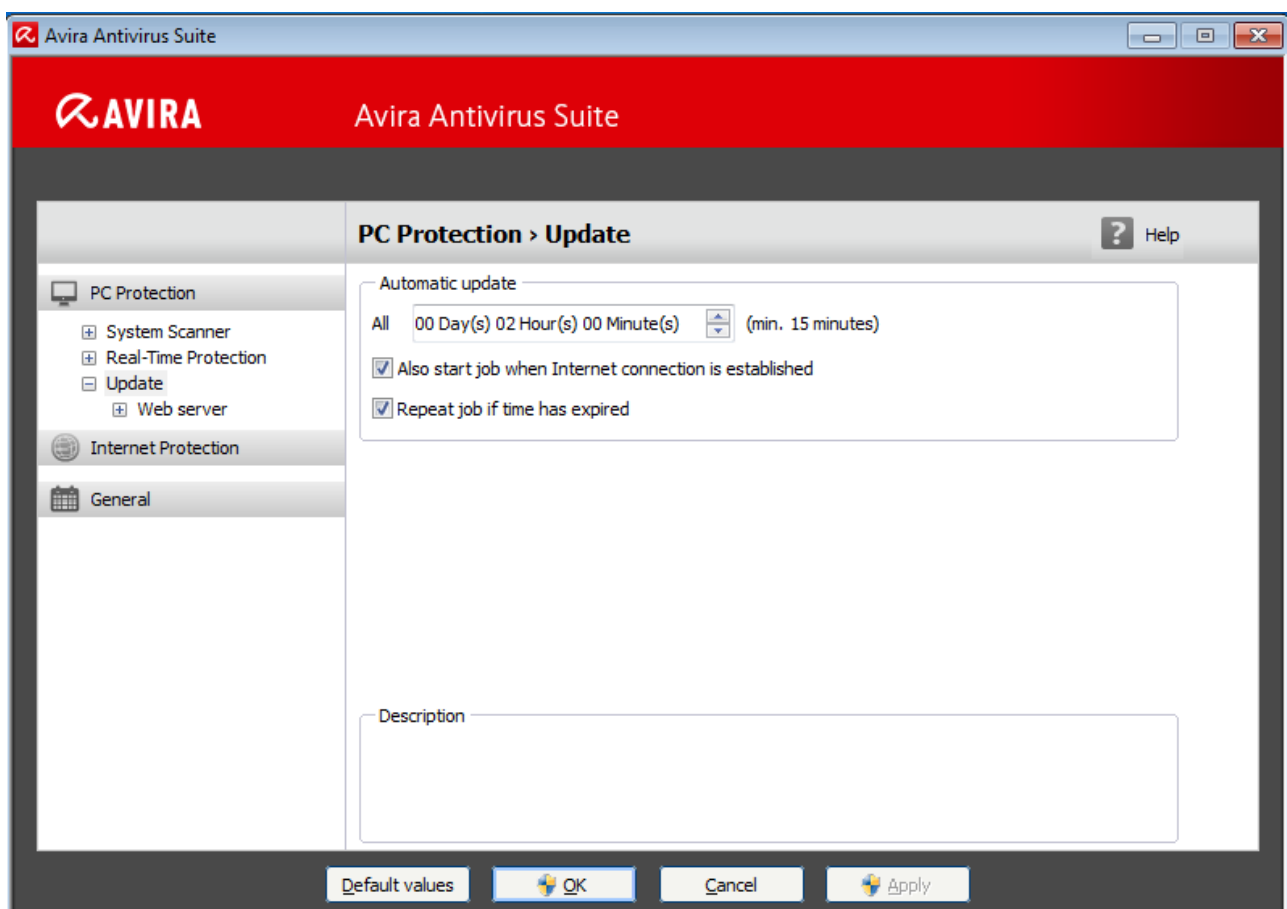 Avira Antivirus Suite
AVIRA
Avira Antivirus Suite
PC Protection › Update
? Help
PC Protection
System Scanner
Real-Time Protection
Update
Web server
Internet Protection
General
Automatic update
All 00 Day(s) 02 Hour(s) 00 Minute(s) (min. 15 minutes)
Also start job when Internet connection is established
Repeat job if time has expired
Description
Default values OK Cancel Apply